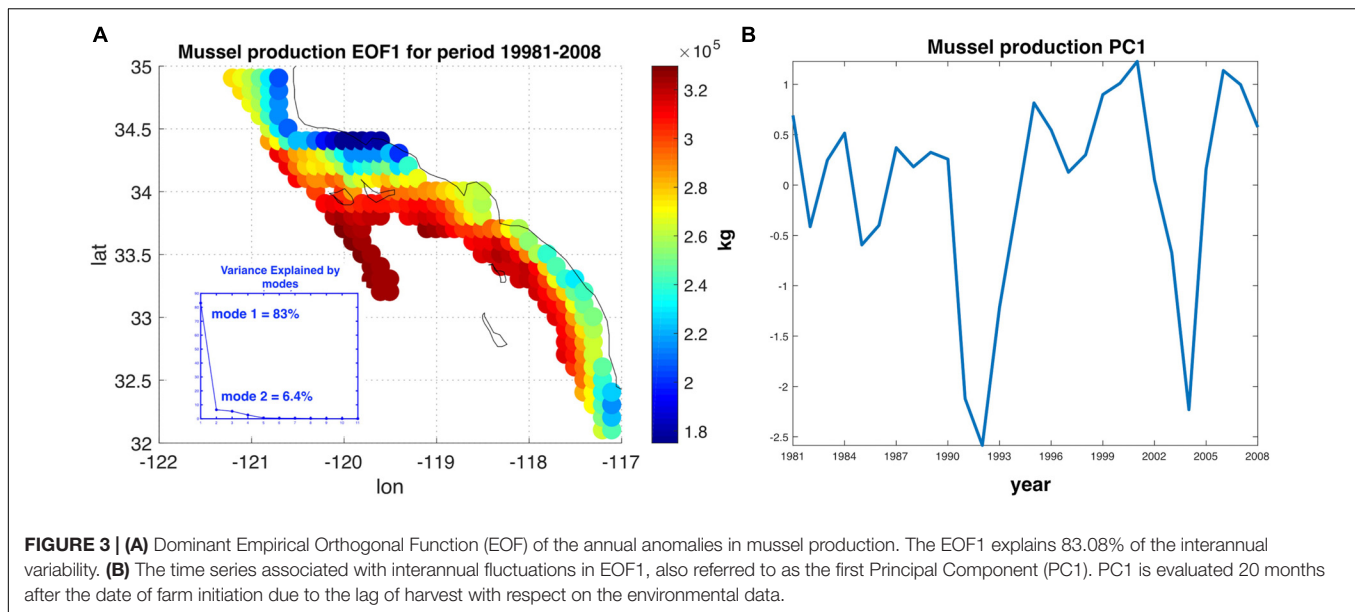 A
Mussel production EOF1 for period 19981-2008
×10⁵
35
34.5
34
33.5
33
32.5
32
lat
-122
-121
-120
-119
-118
-117
lon
Variance Explained by
modes
mode 1 = 83%
mode 2 = 6.4%
3.2
3
2.8
2.6
2.4
2.2
2
1.8
kg
B
Mussel production PC1
1
0.5
0
-0.5
-1
-1.5
-2
-2.5
1981
1984
1987
1990
1993
1996
1999
2002
2005
2008
year
FIGURE 3 | (A) Dominant Empirical Orthogonal Function (EOF) of the annual anomalies in mussel production. The EOF1 explains 83.08% of the interannual
variability. (B) The time series associated with interannual fluctuations in EOF1, also referred to as the first Principal Component (PC1). PC1 is evaluated 20 months
after the date of farm initiation due to the lag of harvest with respect on the environmental data.